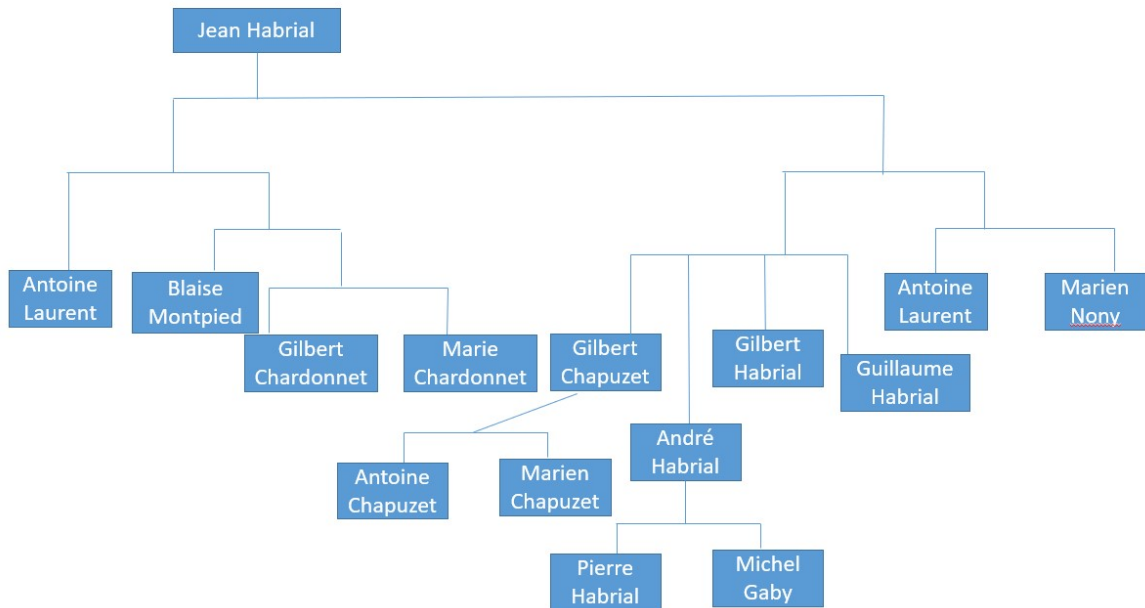 Jean Habrial
Antoine
Laurent
Blaise
Montpied
Gilbert
Chardonnet
Marie
Chardonnet
Gilbert
Chapuzet
Gilbert
Habrial
Guillaume
Habrial
Antoine
Laurent
Marien
Nony
Antoine
Chapuzet
Marien
Chapuzet
André
Habrial
Pierre
Habrial
Michel
Gaby